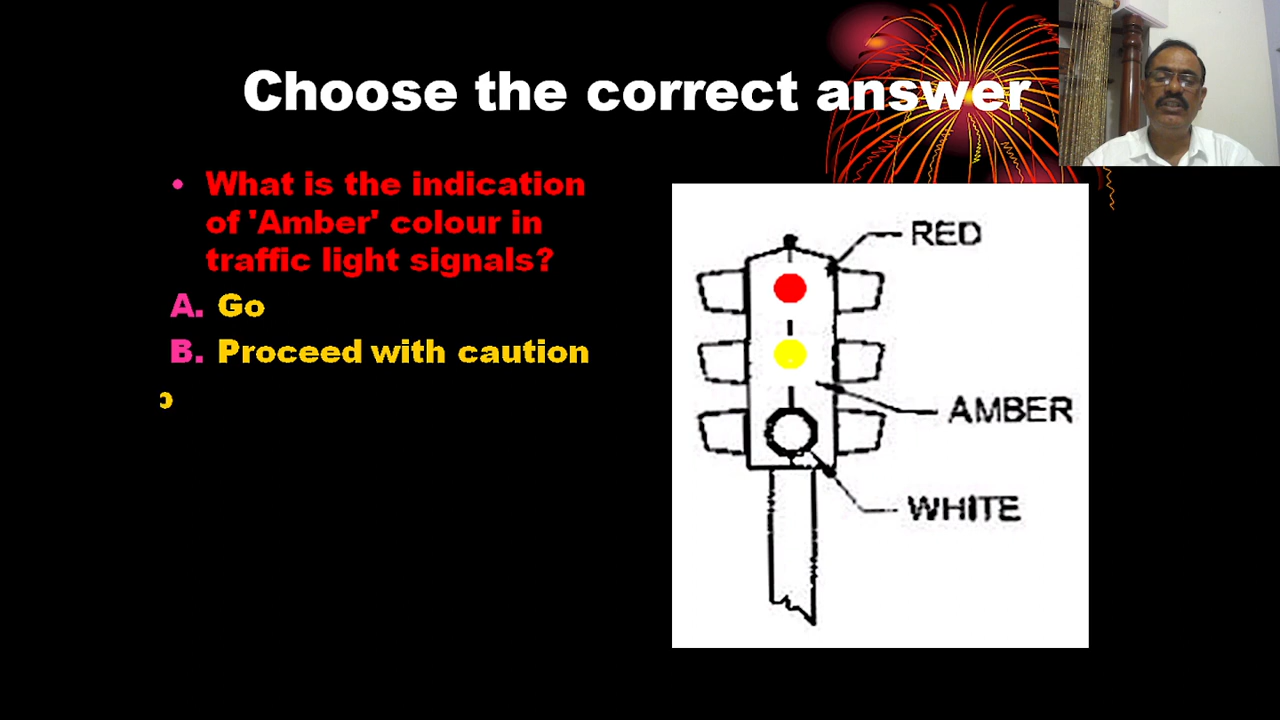 Choose the correct answer
• What is the indication
of 'Amber' colour in
traffic light signals?
A. Go
B. Proceed with caution
RED
AMBER
WHITE